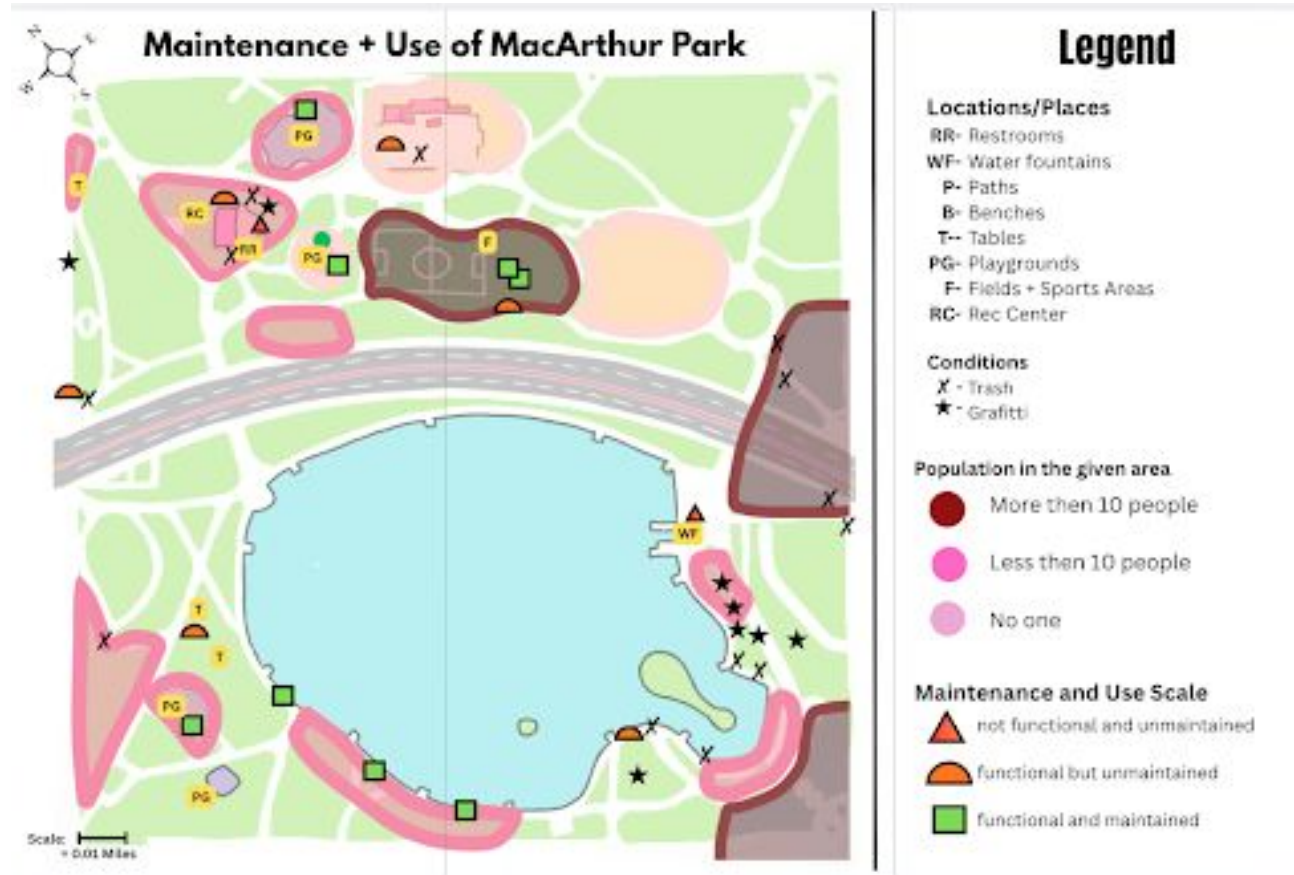 Maintenance + Use of MacArthur Park
N
E
S
PG
T
RC
RR
PG
F
WF
T
T
PG
PG
Scale:
= 0.01 Miles
Legend
Locations/Places
RR- Restrooms
WF- Water fountains
P- Paths
B- Benches
T-- Tables
PG- Playgrounds
F- Fields + Sports Areas
RC- Rec Center
Conditions
X - Trash
★ - Grafitti
Population in the given area
More then 10 people
Less then 10 people
No one
Maintenance and Use Scale
not functional and unmaintained
functional but unmaintained
functional and maintained